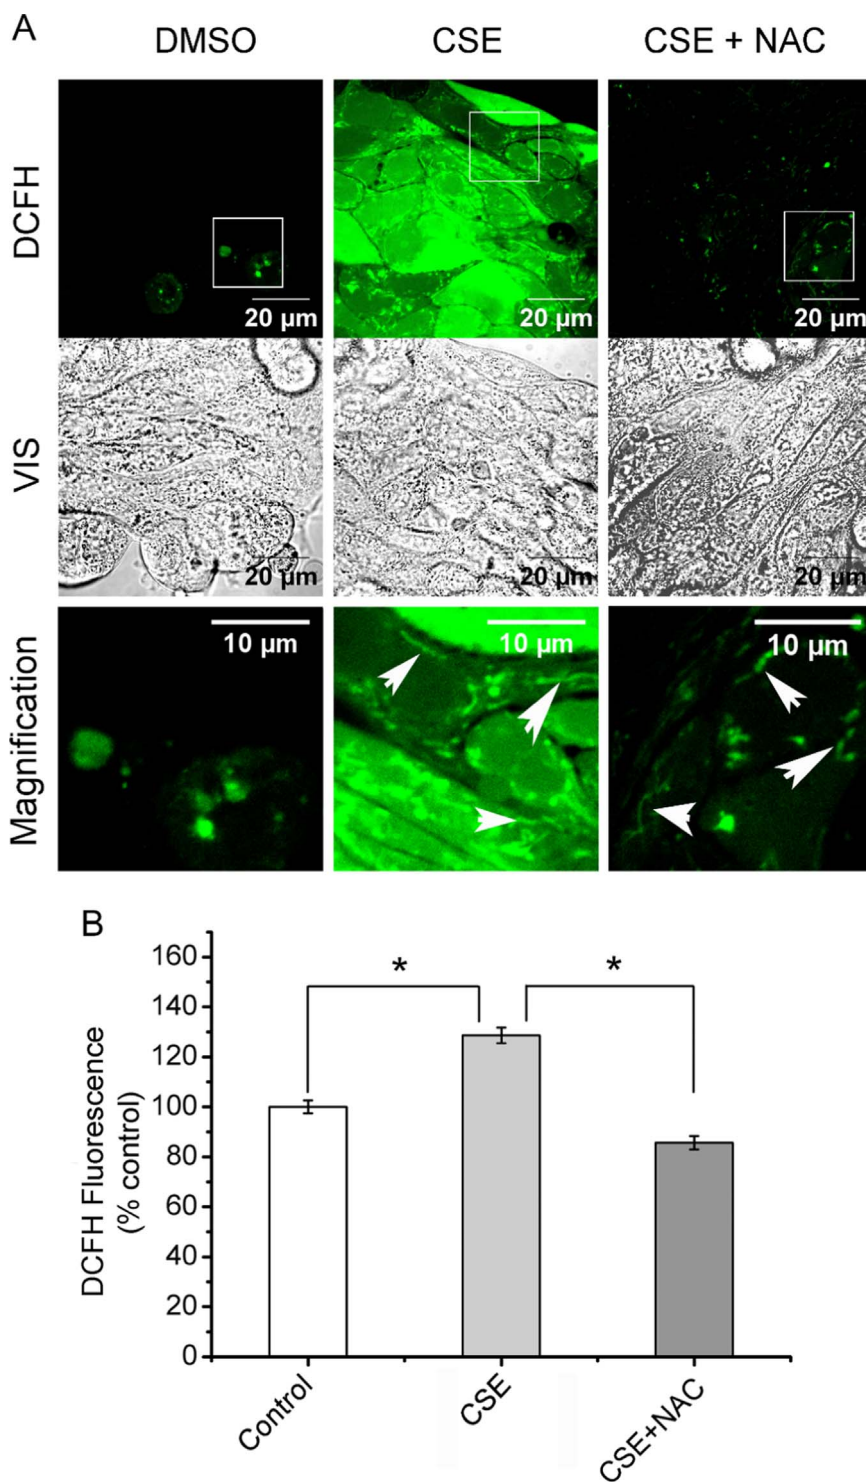 A
DMSO CSE CSE + NAC
DCFH
20 µm 20 µm 20 µm
VIS
20 µm 20 µm 20 µm
Magnification
10 µm 10 µm 10 µm
B
DCFH Fluorescence
(% control)
160
140
120
100
80
60
40
20
0
* *
Control CSE CSE+NAC